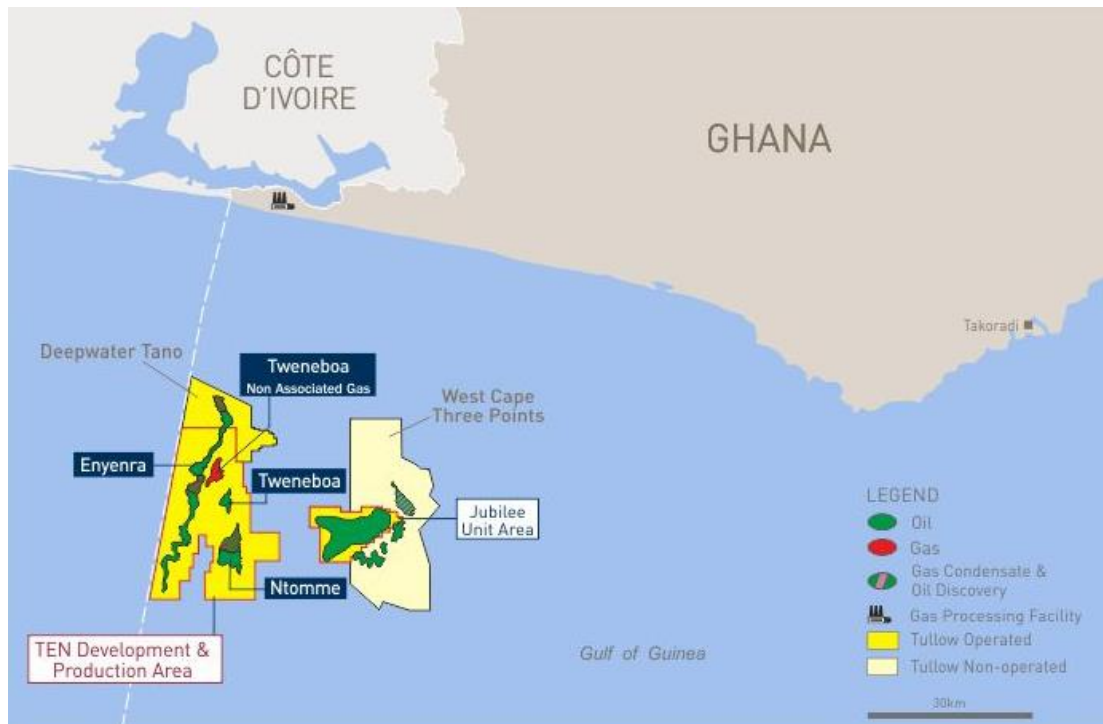 CÔTE
D'IVOIRE
GHANA
Takoradi
Deepwater Tano
Tweneboa
Non Associated Gas
West Cape
Three Points
Enyenra
Tweneboa
Jubilee
Unit Area
Ntomme
TEN Development &
Production Area
Gulf of Guinea
LEGEND
Oil
Gas
Gas Condensate &
Oil Discovery
Gas Processing Facility
Tullow Operated
Tullow Non-operated
30km